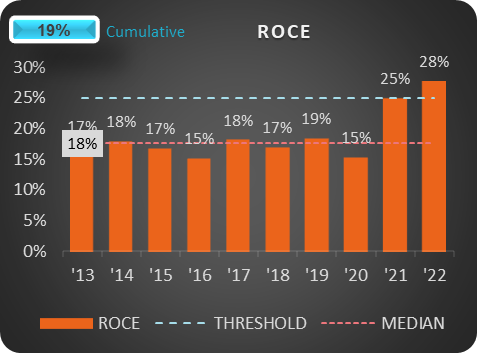 19% Cumulative ROCE
30%
25%
20%
15%
10%
5%
0%
17% 18% 17% 15% 18% 17% 19% 15% 25% 28%
18%
'13 '14 '15 '16 '17 '18 '19 '20 '21 '22
ROCE THRESHOLD MEDIAN